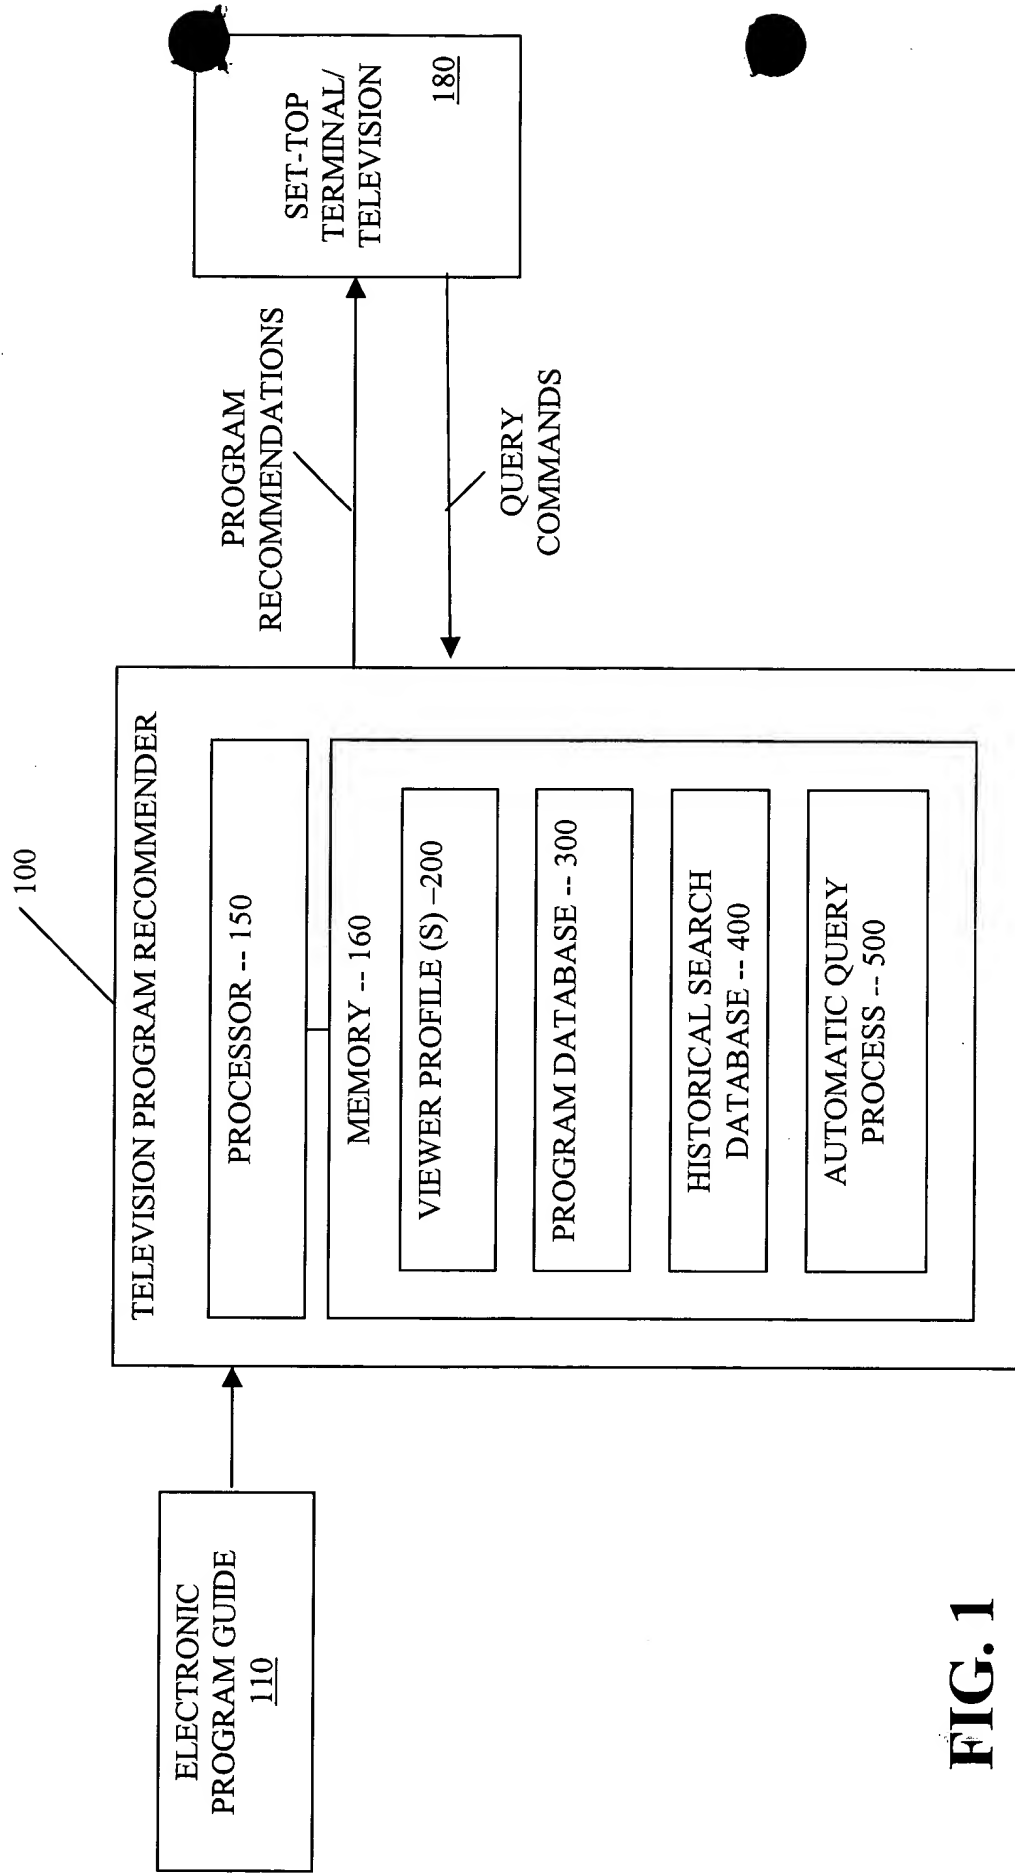 100
TELEVISION PROGRAM RECOMMENDER
ELECTRONIC
PROGRAM GUIDE
110
PROCESSOR -- 150
MEMORY -- 160
VIEWER PROFILE (S) –200
PROGRAM DATABASE -- 300
HISTORICAL SEARCH
DATABASE -- 400
AUTOMATIC QUERY
PROCESS -- 500
PROGRAM
RECOMMENDATIONS
QUERY
COMMANDS
SET-TOP
TERMINAL/
TELEVISION
180
FIG. 1